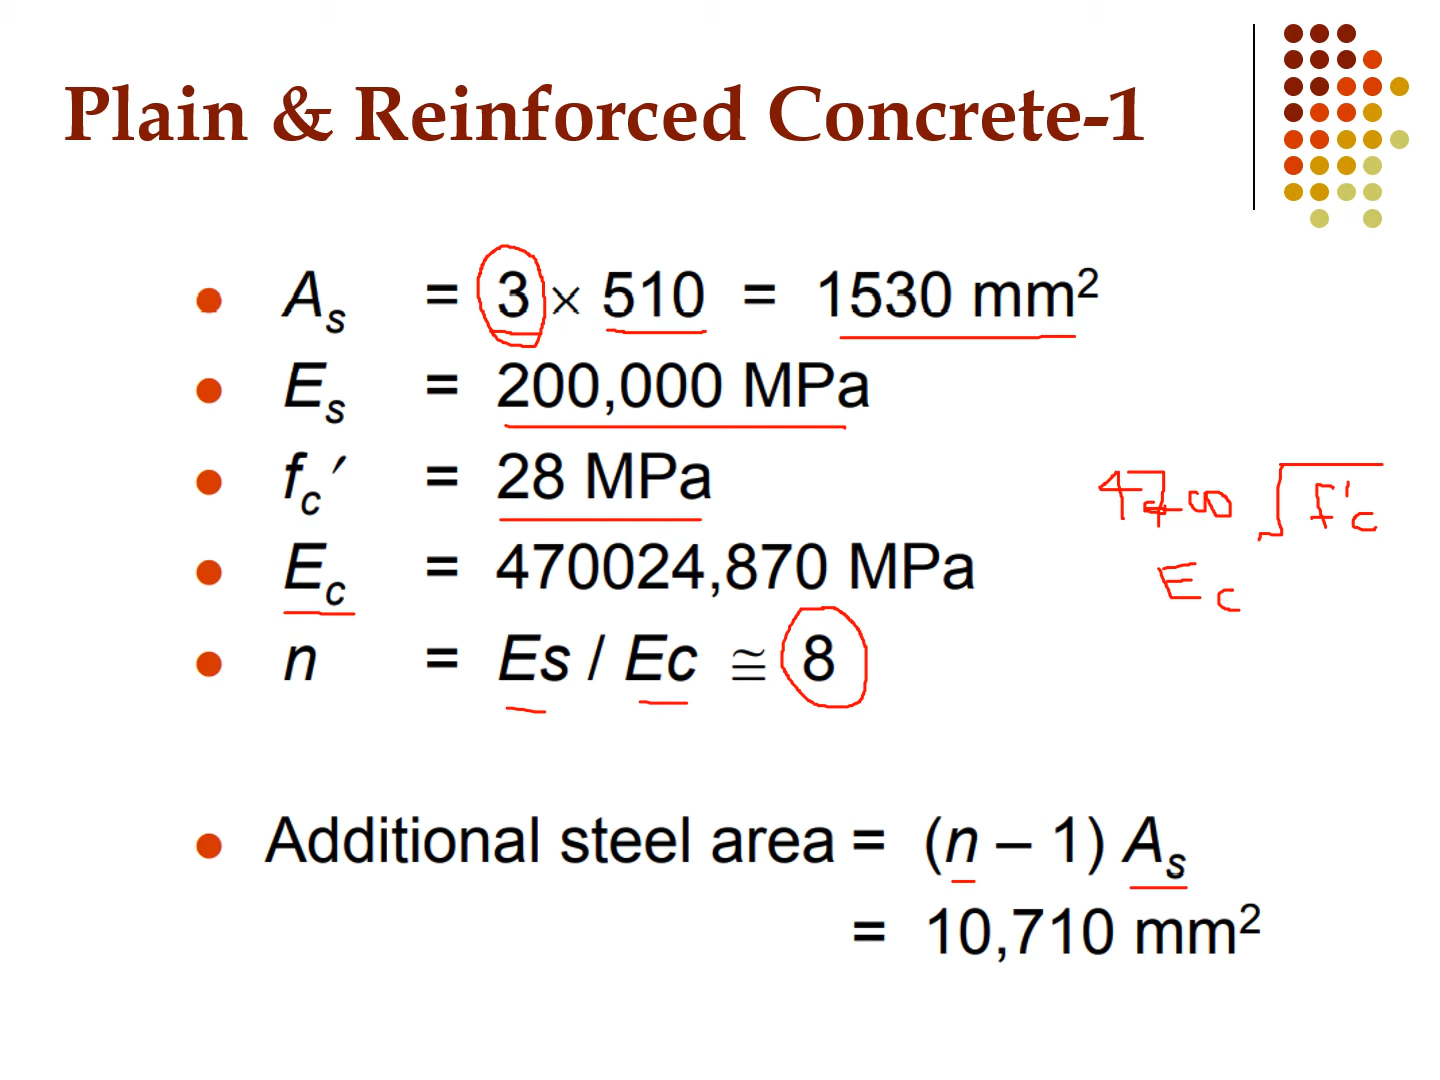 Plain & Reinforced Concrete-1
• As = 3 × 510 = 1530 mm²
• Es = 200,000 MPa
• fc′ = 28 MPa
4700 √f'c
• Ec = 470024,870 MPa
Ec
• n = Es / Ec ≅ 8
• Additional steel area = (n – 1) As
= 10,710 mm²